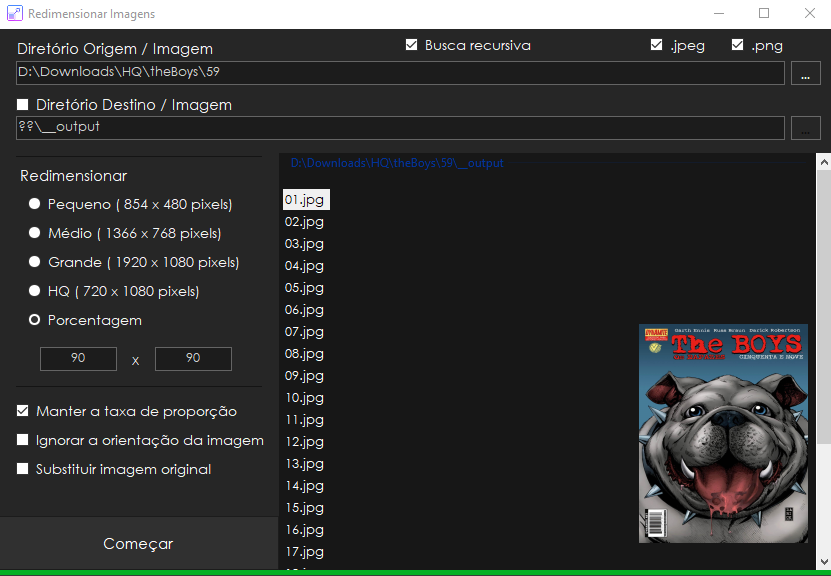 Redimensionar Imagens
Diretório Origem / Imagem
Busca recursiva
.jpeg
.png
D:\Downloads\HQ\theBoys\59
...
Diretório Destino / Imagem
??\__output
...
Redimensionar
Pequeno ( 854 x 480 pixels)
Médio ( 1366 x 768 pixels)
Grande ( 1920 x 1080 pixels)
HQ ( 720 x 1080 pixels)
Porcentagem
90 x 90
Manter a taxa de proporção
Ignorar a orientação da imagem
Substituir imagem original
Começar
D:\Downloads\HQ\theBoys\59\__output
01.jpg
02.jpg
03.jpg
04.jpg
05.jpg
06.jpg
07.jpg
08.jpg
09.jpg
10.jpg
11.jpg
12.jpg
13.jpg
14.jpg
15.jpg
16.jpg
17.jpg
DYNAMITE
Garth Ennis Russ Braun Darick Robertson
The BOYS
CINQUENTA E NOVE